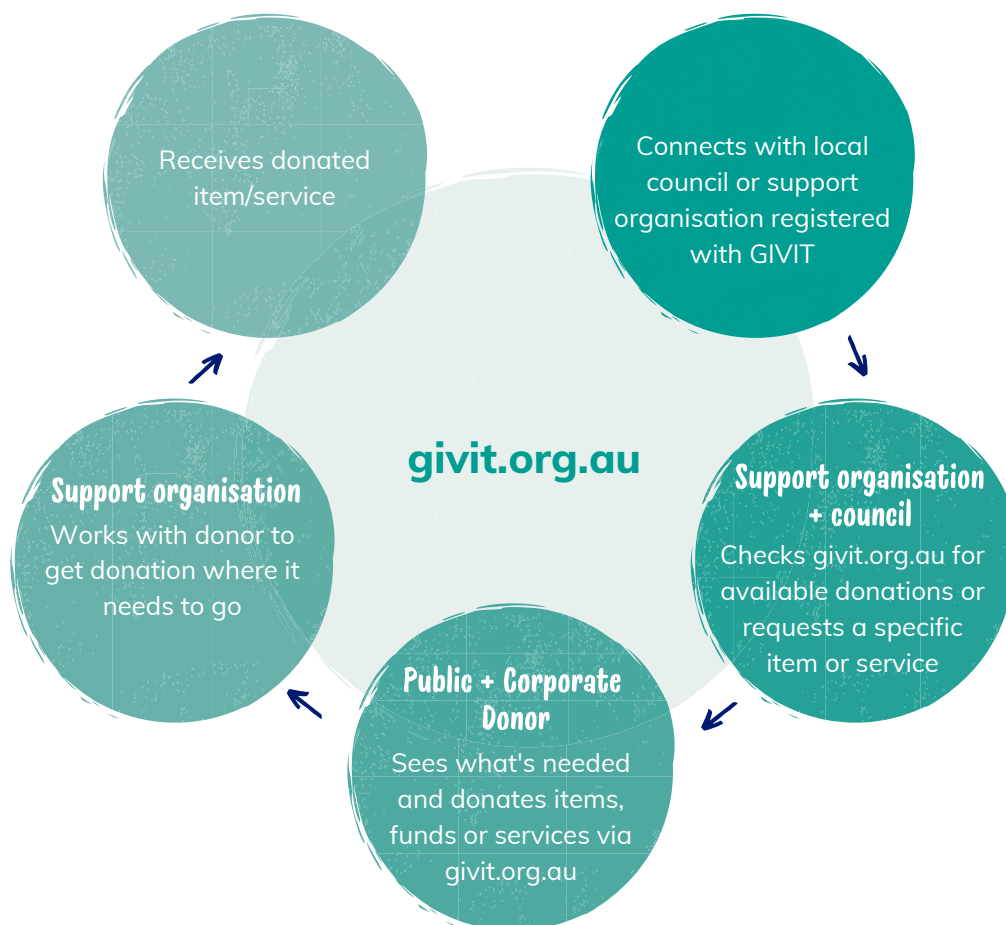 Connects with local
council or support
organisation registered
with GIVIT
Support organisation
+ council
Checks givit.org.au for
available donations or
requests a specific
item or service
Public + Corporate
Donor
Sees what's needed
and donates items,
funds or services via
givit.org.au
Support organisation
Works with donor to
get donation where it
needs to go
Receives donated
item/service
givit.org.au